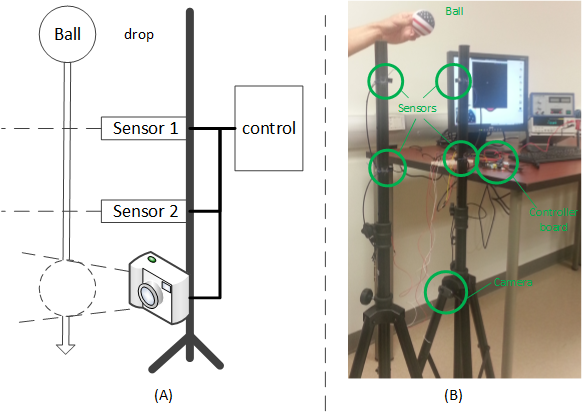 Ball
drop
Sensor 1
control
Sensor 2
(A)
Ball
Sensors
Controller
board
Camera
(B)